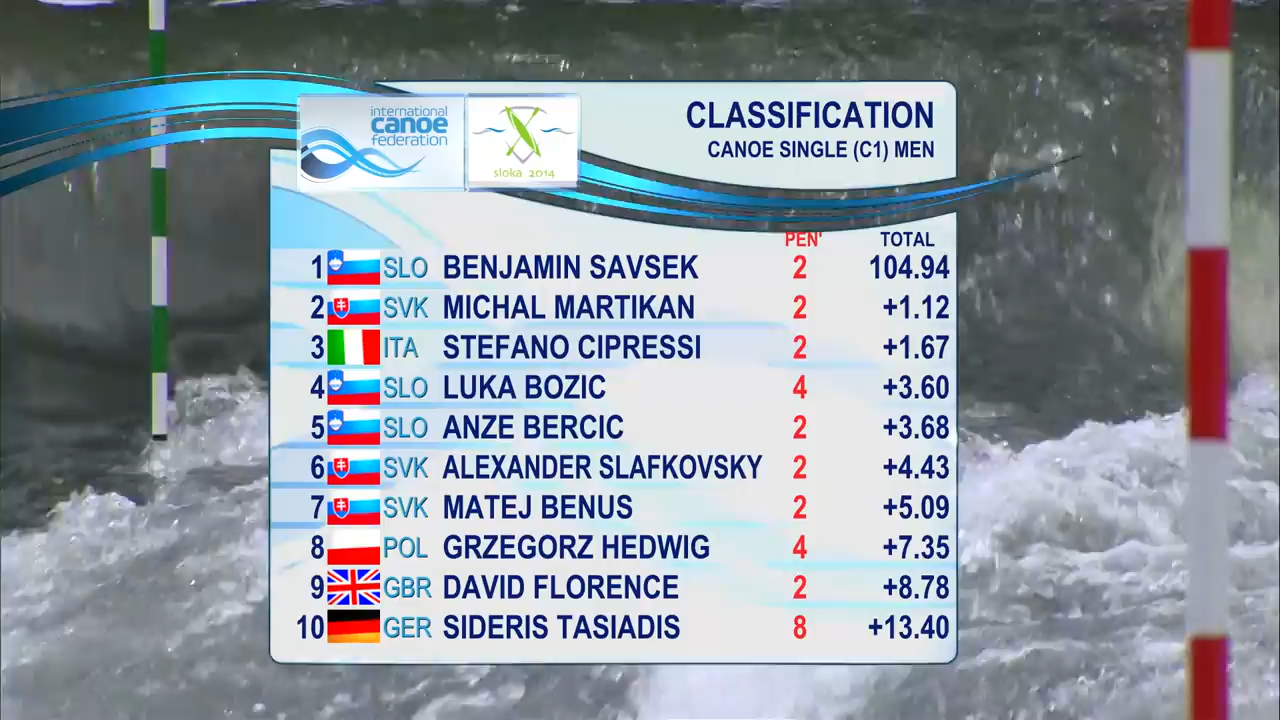 international
canoe
federation
sloka 2014
CLASSIFICATION
CANOE SINGLE (C1) MEN
PEN' TOTAL
1 SLO BENJAMIN SAVSEK 2 104.94
2 SVK MICHAL MARTIKAN 2 +1.12
3 ITA STEFANO CIPRESSI 2 +1.67
4 SLO LUKA BOZIC 4 +3.60
5 SLO ANZE BERCIC 2 +3.68
6 SVK ALEXANDER SLAFKOVSKY 2 +4.43
7 SVK MATEJ BENUS 2 +5.09
8 POL GRZEGORZ HEDWIG 4 +7.35
9 GBR DAVID FLORENCE 2 +8.78
10 GER SIDERIS TASIADIS 8 +13.40